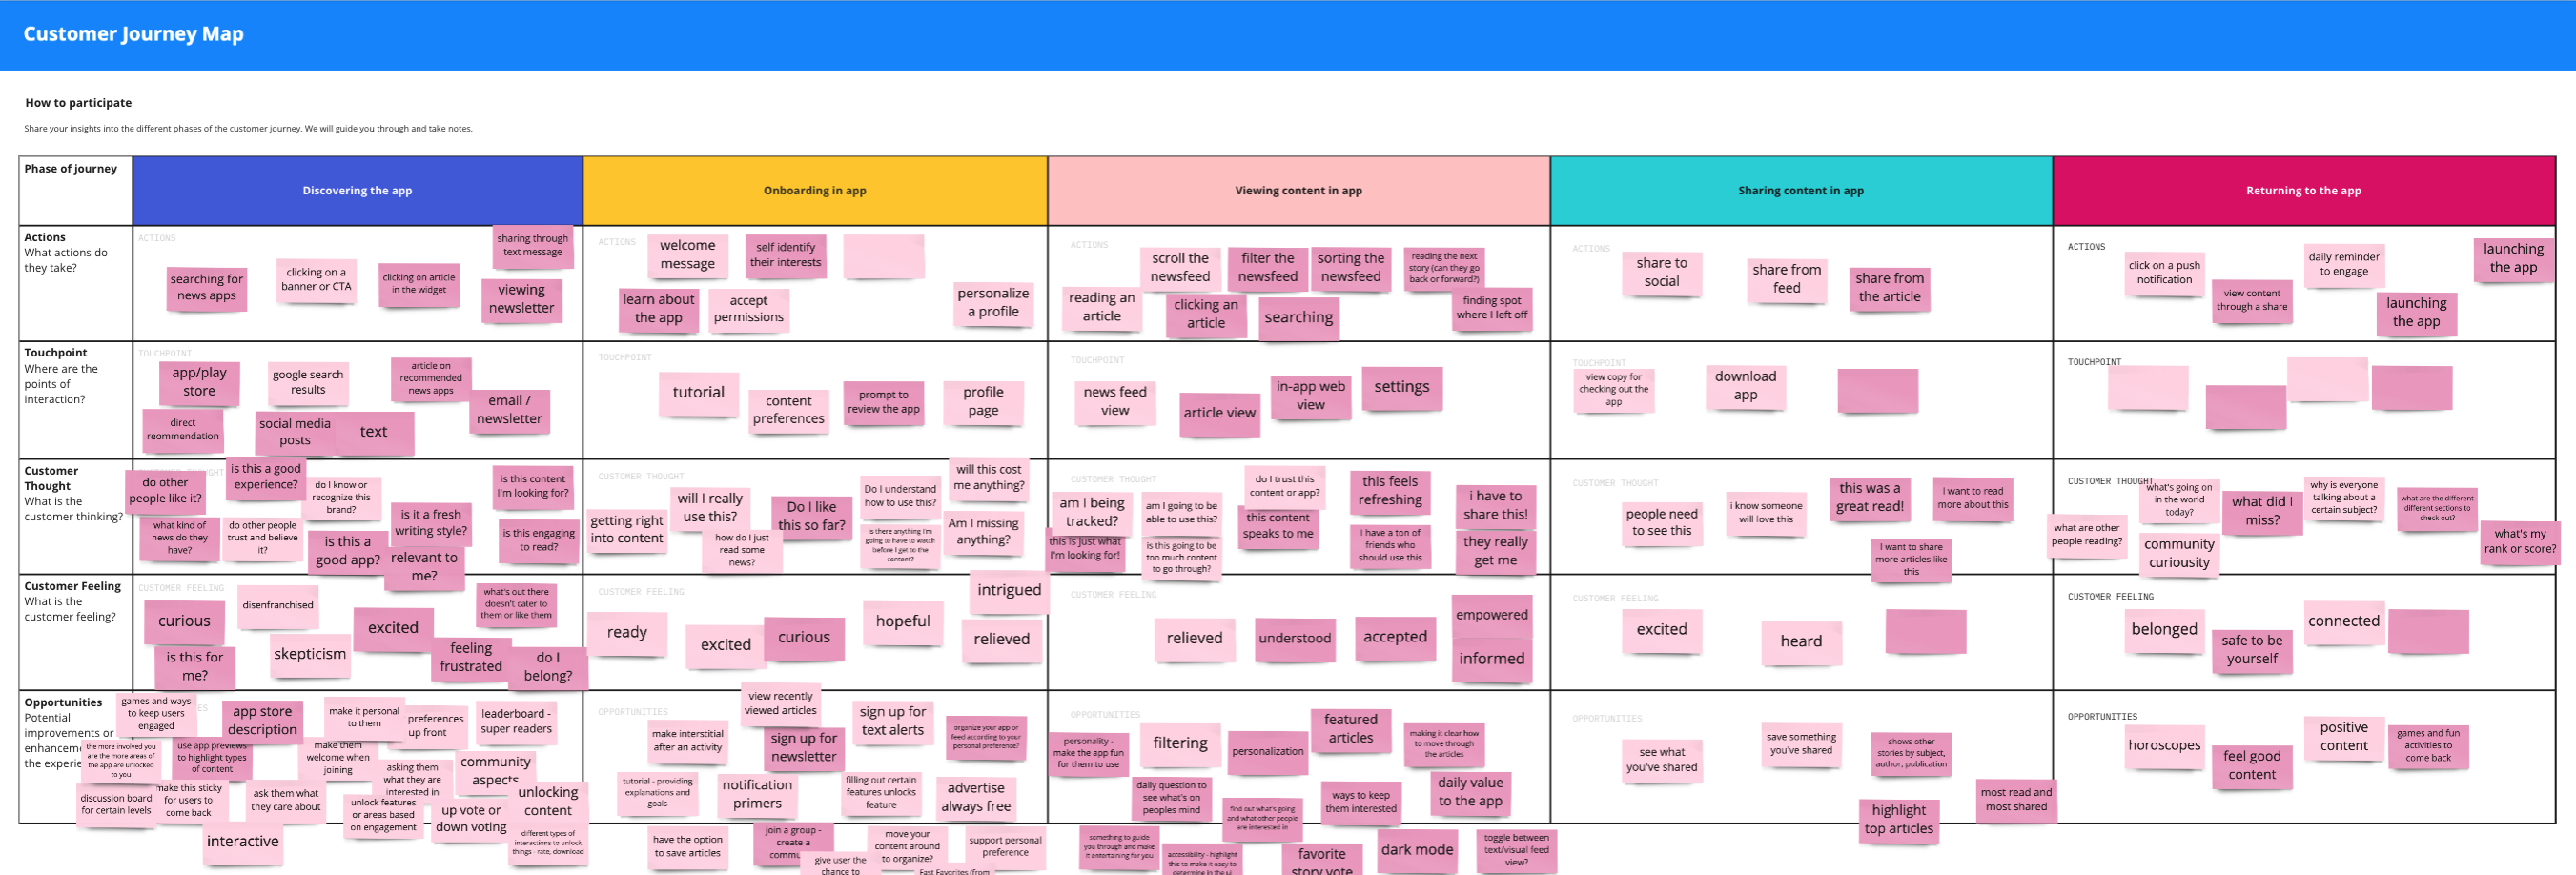 Customer Journey Map
How to participate
Share your insights into the different phases of the customer journey. We will guide you through and take notes.
Phase of journey
Discovering the app
Onboarding in app
Viewing content in app
Sharing content in app
Returning to the app
Actions
What actions do
they take?
ACTIONS
sharing through
text message
searching for
news apps
clicking on a
banner or CTA
clicking on article
in the widget
viewing
newsletter
ACTIONS
welcome
message
self identify
their interests
learn about
the app
accept
permissions
personalize
a profile
ACTIONS
scroll the
newsfeed
filter the
newsfeed
sorting the
newsfeed
reading the next
story (can they go
back or forward?)
reading an
article
clicking an
article
searching
finding spot
where I left off
ACTIONS
share to
social
share from
feed
share from
the article
ACTIONS
click on a push
notification
view content
through a share
daily reminder
to engage
launching
the app
launching
the app
Touchpoint
Where are the
points of
interaction?
TOUCHPOINT
app/play
store
google search
results
article on
recommended
news apps
email /
newsletter
direct
reommendation
social media
posts
text
TOUCHPOINT
tutorial
content
preferences
prompt to
review the app
profile
page
TOUCHPOINT
news feed
view
article view
in-app web
view
settings
TOUCHPOINT
view copy for
checking out the
app
download
app
TOUCHPOINT
Customer
Thought
What is the
customer thinking?
do other
people like it?
is this a good
experience?
do I know or
recognize this
brand?
is this content
I'm looking for?
what kind of
news do they
have?
do other people
trust and believe
it?
is this a
good app?
is it a fresh
writing style?
relevant to
me?
is this engaging
to read?
CUSTOMER THOUGHT
getting right
into content
will I really
use this?
how do I just
read some
news?
Do I like
this so far?
Do I understand
how to use this?
is there anything I'm
going to have to watch
before I get to the
content?
will this cost
me anything?
Am I missing
anything?
CUSTOMER THOUGHT
am I being
tracked?
this is just what
I'm looking for!
am I going to be
able to use this?
is this going to be
too much content
to go through?
do I trust this
content or app?
this content
speaks to me
this feels
refreshing
I have a ton of
friends who
should use this
i have to
share this!
they really
get me
CUSTOMER THOUGHT
people need
to see this
i know someone
will love this
this was a
great read!
I want to read
more about this
I want to share
more articles like
this
CUSTOMER THOUGHT
what are other
people reading?
what's going on
in the world
today?
community
curiousity
what did I
miss?
why is everyone
talking about a
certain subject?
what are the different
different sections to
check out?
what's my
rank or score?
Customer Feeling
What is the
customer feeling?
CUSTOMER FEELING
curious
is this for
me?
disenfranchised
skepticism
excited
what's out there
doesn't cater to
them or like them
feeling
frustrated
do I
belong?
CUSTOMER FEELING
ready
excited
curious
hopeful
intrigued
relieved
CUSTOMER FEELING
relieved
understood
accepted
empowered
informed
CUSTOMER FEELING
excited
heard
CUSTOMER FEELING
belonged
safe to be
yourself
connected
Opportunities
Potential
improvements or
the
games and ways
to keep users
engaged
app store
description
make it personal
to them
preferences
up front
leaderboard -
super readers
the more involved you
are the more areas of
the app are unlocked
to you
use app previews
to highlight types
of content
make them
welcome when
joining
asking them
what they are
interested in
community
aspects
discussion board
for certain levels
make this sticky
for users to
come back
ask them what
they care about
unlock features
or areas based
on engagement
up vote or
down voting
unlocking
content
different types of
interactions to unlock
things - rate, download
interactive
OPPORTUNITIES
view recently
viewed articles
make interstitial
after an activity
sign up for
newsletter
sign up for
text alerts
organize your app or
feed according to your
personal preference?
tutorial - providing
explanations and
goals
notification
primers
filling out certain
features unlocks
feature
advertise
always free
have the option
to save articles
join a group -
create a
move your
content around
to organize?
support personal
preference
give user the
chance to
Fast Favorites (from
OPPORTUNITIES
personality -
make the app fun
for them to use
filtering
personalization
featured
articles
making it clear how
to move through
the articles
daily question to
see what's on
peoples mind
find out what's going
and what other people
are interested in
ways to keep
them interested
daily value
to the app
something to guide
you through and make
it entertaining for you
accessibility - highlight
this to make it easy to
determine in the ui
favorite
story vote
dark mode
toggle between
text/visual feed
view?
OPPORTUNITIES
see what
you've shared
save something
you've shared
shows other
stories by subject,
author, publication
highlight
top articles
most read and
most shared
OPPORTUNITIES
horoscopes
feel good
content
positive
content
games and fun
activities to
come back